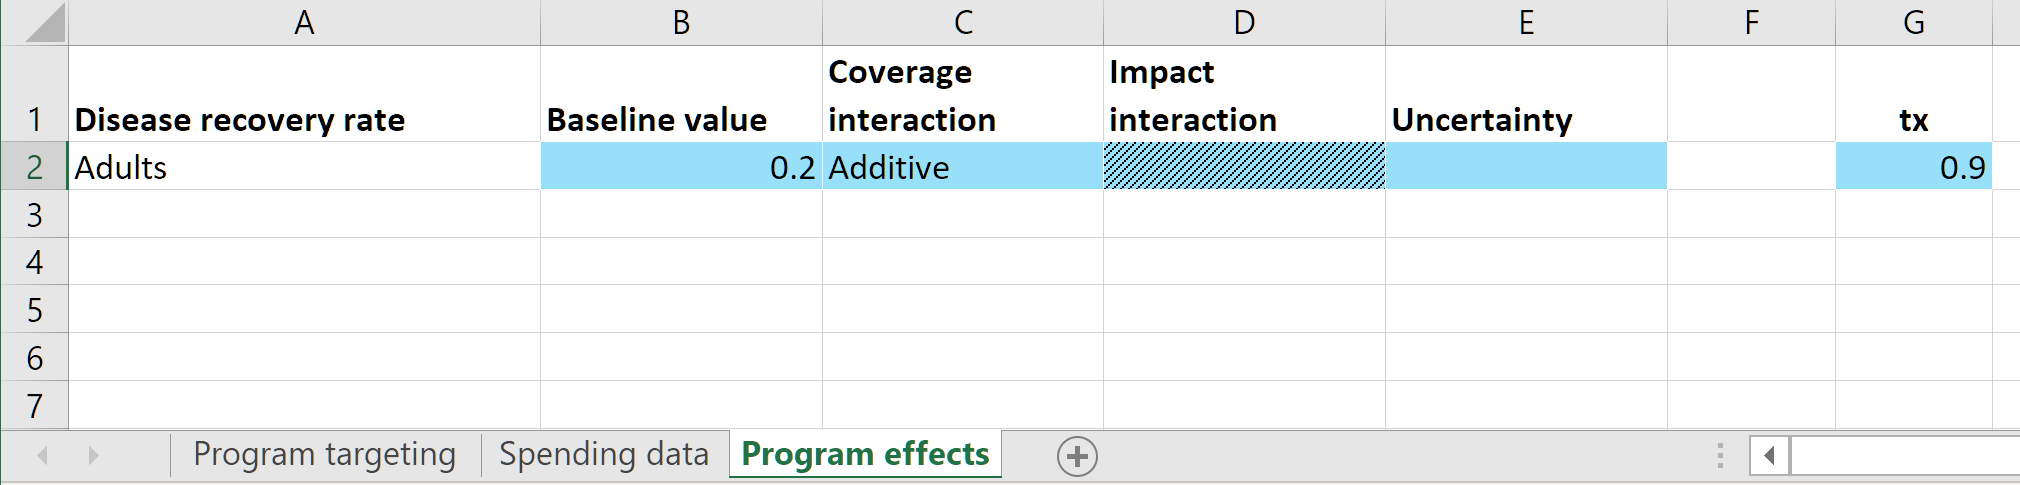 A B C D E F G
Coverage Impact
1 Disease recovery rate Baseline value interaction interaction Uncertainty tx
2 Adults 0.2 Additive 0.9
3
4
5
6
7
Program targeting Spending data Program effects